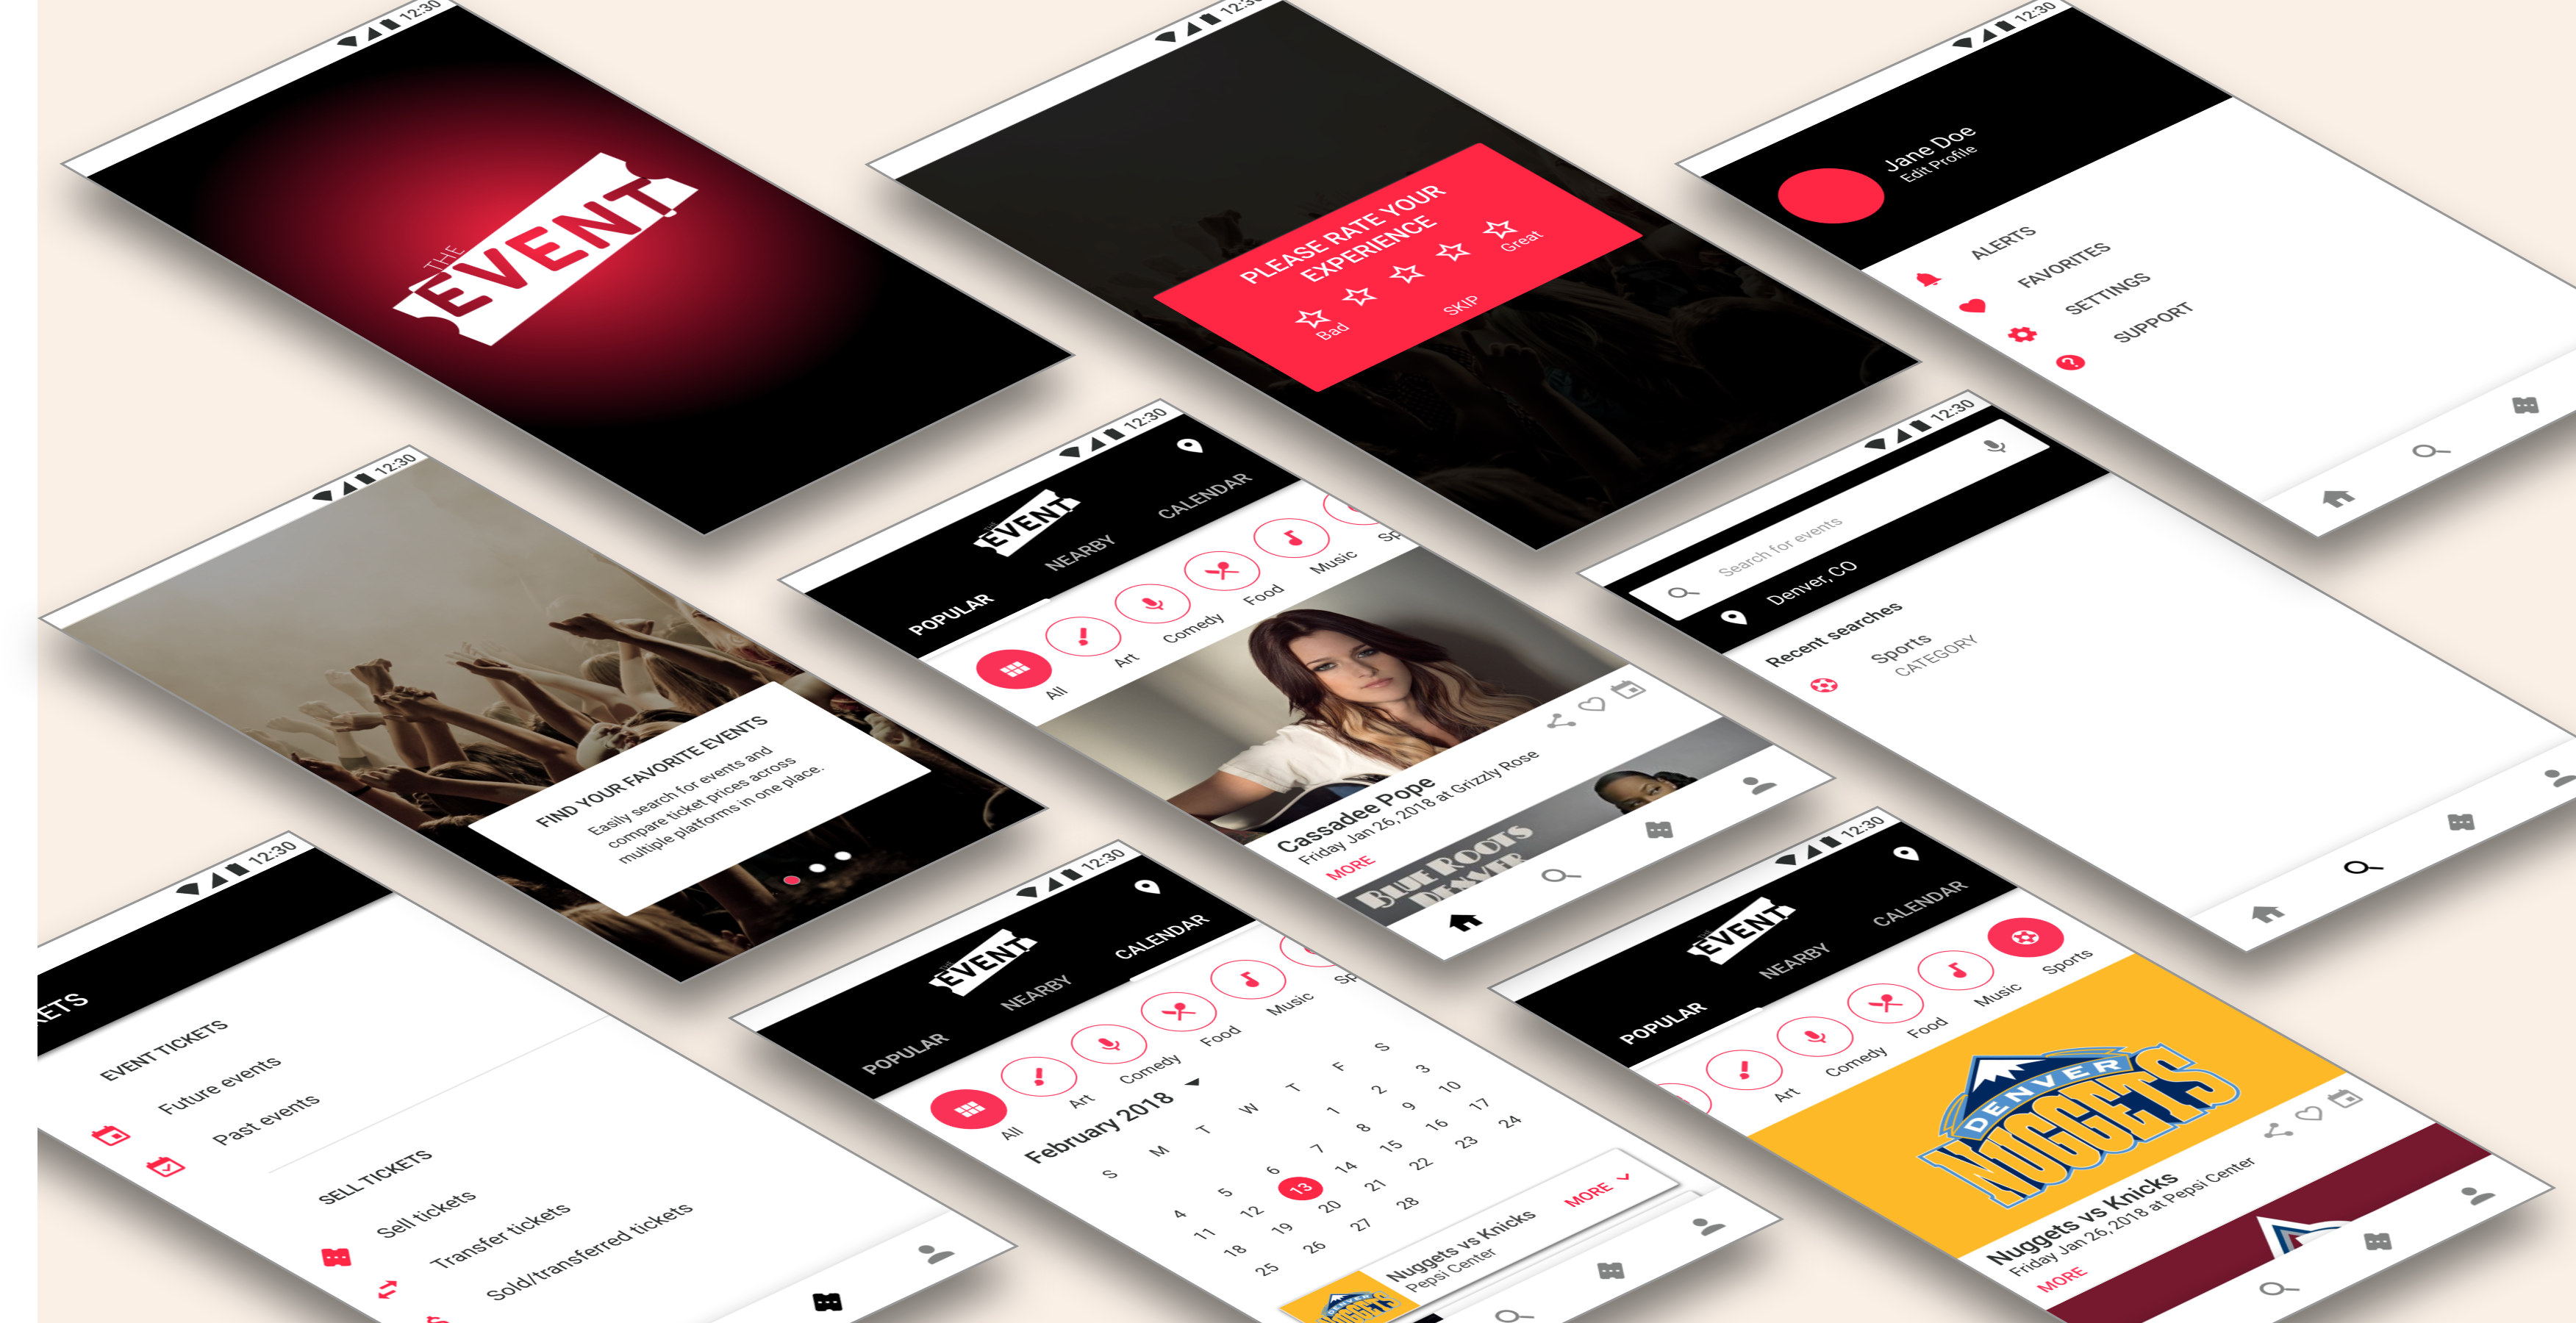 12:30
THE
EVENT
12:30
PLEASE RATE YOUR
EXPERIENCE
Bad
Great
SKIP
12:30
Jane Doe
Edit Profile
ALERTS
FAVORITES
SETTINGS
SUPPORT
12:30
FIND YOUR FAVORITE EVENTS
Easily search for events and
compare ticket prices across
multiple platforms in one place.
12:30
THE
EVENT
POPULAR NEARBY CALENDAR
All Art Comedy Food Music Sp
Cassadee Pope
Friday Jan 26, 2018 at Grizzly Rose
MORE
BLUE ROOTS
DENVER
12:30
Search for events
Denver, CO
Recent searches
Sports
CATEGORY
12:30
KETS
EVENT TICKETS
Future events
Past events
SELL TICKETS
Sell tickets
Transfer tickets
Sold/transferred tickets
12:30
THE
EVENT
POPULAR NEARBY CALENDAR
All Art Comedy Food Music Sp
February 2018
S M T W T F S
1 2 3
4 5 6 7 8 9 10
11 12 13 14 15 16 17
18 19 20 21 22 23 24
25 26 27 28
Nuggets vs Knicks
Pepsi Center
MORE
DENVER
NUGGETS
12:30
THE
EVENT
POPULAR NEARBY CALENDAR
Art Comedy Food Music Sports
DENVER
NUGGETS
Nuggets vs Knicks
Friday Jan 26, 2018 at Pepsi Center
MORE